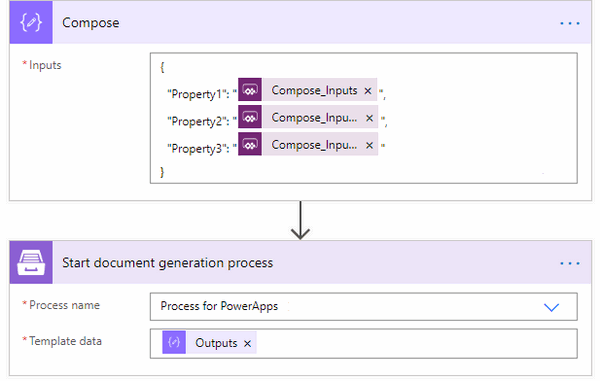 Compose
...
* Inputs
{
"Property1": " Compose_Inputs × ",
"Property2": " Compose_Inpu... × ",
"Property3": " Compose_Inpu... × "
}
Start document generation process
...
* Process name Process for PowerApps
* Template data Outputs ×